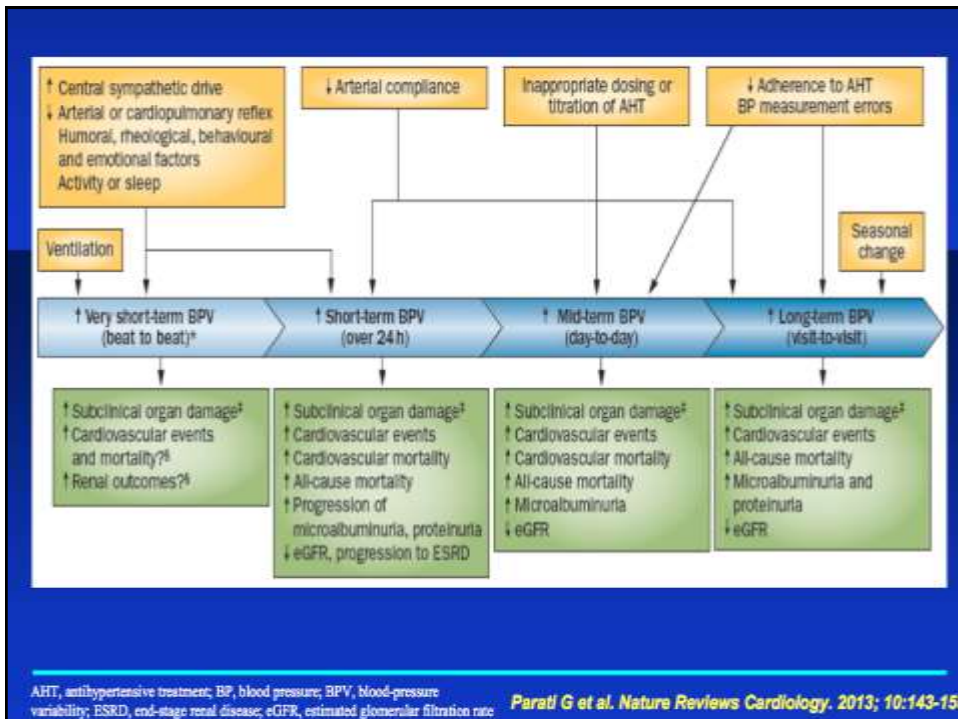 ↑ Central sympathetic drive
↓ Arterial or cardiopulmonary reflex
Humoral, rheological, behavioural
and emotional factors
Activity or sleep
↓ Arterial compliance
Inappropriate dosing or
titration of AHT
↓ Adherence to AHT
BP measurement errors
Ventilation
Seasonal
change
↑ Very short-term BPV
(beat to beat)*
↑ Short-term BPV
(over 24 h)
↑ Mid-term BPV
(day-to-day)
↑ Long-term BPV
(visit-to-visit)
↑ Subclinical organ damage‡
↑ Cardiovascular events
and mortality?§
↑ Renal outcomes?§
↑ Subclinical organ damage‡
↑ Cardiovascular events
↑ Cardiovascular mortality
↑ All-cause mortality
↑ Progression of
microalbuminuria, proteinuria
↓ eGFR, progression to ESRD
↑ Subclinical organ damage‡
↑ Cardiovascular events
↑ Cardiovascular mortality
↑ All-cause mortality
↑ Microalbuminuria
↓ eGFR
↑ Subclinical organ damage‡
↑ Cardiovascular events
↑ All-cause mortality
↑ Microalbuminuria and
proteinuria
↓ eGFR
AHT, antihypertensive treatment; BP, blood pressure; BPV, blood-pressure
variability; ESRD, end-stage renal disease; eGFR, estimated glomerular filtration rate
Parati G et al. Nature Reviews Cardiology. 2013; 10:143-15